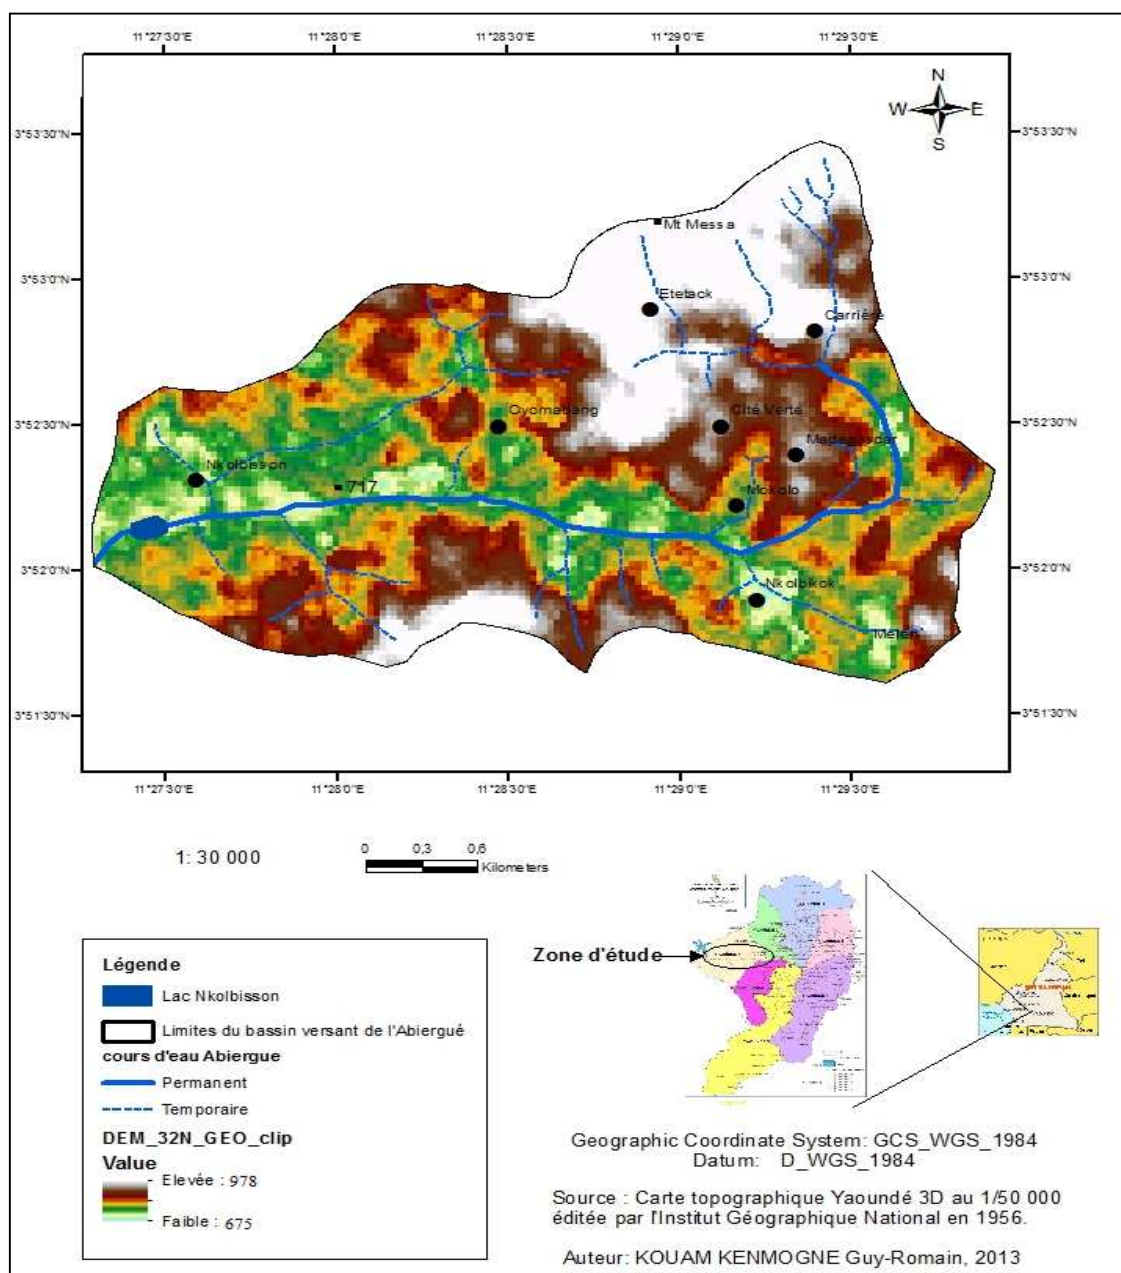 11°27'30"E 11°28'0"E 11°28'30"E 11°29'0"E 11°29'30"E
N
W E
S
3°53'30"N 3°53'30"N
Mt Messa
3°53'0"N 3°53'0"N
Etetack
Carrière
3°52'30"N 3°52'30"N
Oyomabang
Cité Verte
Madagascar
Nkolbisson
717
Mokolo
3°52'0"N 3°52'0"N
Nkolbikok
Melen
3°51'30"N 3°51'30"N
11°27'30"E 11°28'0"E 11°28'30"E 11°29'0"E 11°29'30"E
1: 30 000
0 0,3 0,6
Kilometers
Zone d'étude
Légende
Lac Nkolbisson
Limites du bassin versant de l'Abiergué
cours d'eau Abiergue
Permanent
Temporaire
DEM_32N_GEO_clip
Value
Elevée : 978
Faible : 675
Geographic Coordinate System: GCS_WGS_1984
Datum: D_WGS_1984
Source : Carte topographique Yaoundé 3D au 1/50 000
éditée par l'Institut Géographique National en 1956.
Auteur: KOUAM KENMOGNE Guy-Romain, 2013